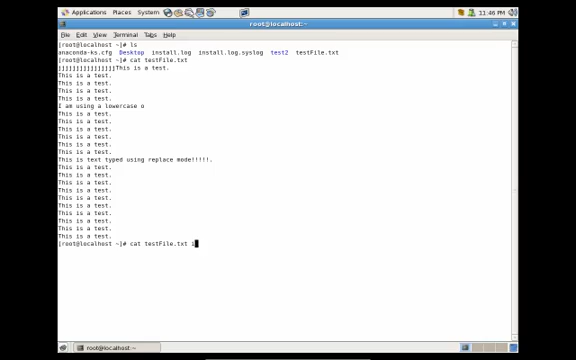 Applications Places System 11:46 PM
root@localhost:~
File Edit View Terminal Tabs Help
[root@localhost ~]# ls
anaconda-ks.cfg Desktop install.log install.log.syslog test2 testFile.txt
[root@localhost ~]# cat testFile.txt
]]]]]]]]]]]]]]]]This is a test.
This is a test.
This is a test.
This is a test.
This is a test.
I am using a lowercase o
This is a test.
This is a test.
This is a test.
This is a test.
This is a test.
This is a test.
This is text typed using replace mode!!!!!.
This is a test.
This is a test.
This is a test.
This is a test.
This is a test.
This is a test.
This is a test.
This is a test.
This is a test.
This is a test.
[root@localhost ~]# cat testFile.txt i
root@localhost:~